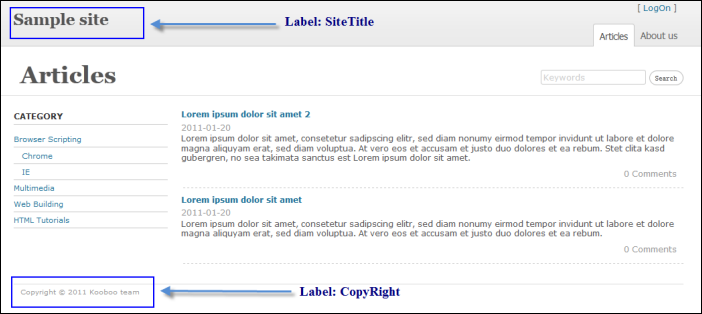 Sample site
Label: SiteTitle
[ LogOn ]
Articles
About us
Articles
Keywords
Search
CATEGORY
Browser Scripting
Chrome
IE
Multimedia
Web Building
HTML Tutorials
Lorem ipsum dolor sit amet 2
2011-01-20
Lorem ipsum dolor sit amet, consetetur sadipscing elitr, sed diam nonumy eirmod tempor invidunt ut labore et dolore
magna aliquyam erat, sed diam voluptua. At vero eos et accusam et justo duo dolores et ea rebum. Stet clita kasd
gubergren, no sea takimata sanctus est Lorem ipsum dolor sit amet.
0 Comments
Lorem ipsum dolor sit amet
2011-01-20
Lorem ipsum dolor sit amet, consetetur sadipscing elitr, sed diam nonumy eirmod tempor invidunt ut labore et dolore
magna aliquyam erat, sed diam voluptua. At vero eos et accusam et justo duo dolores et ea rebum.
0 Comments
Copyright © 2011 Kooboo team
Label: CopyRight